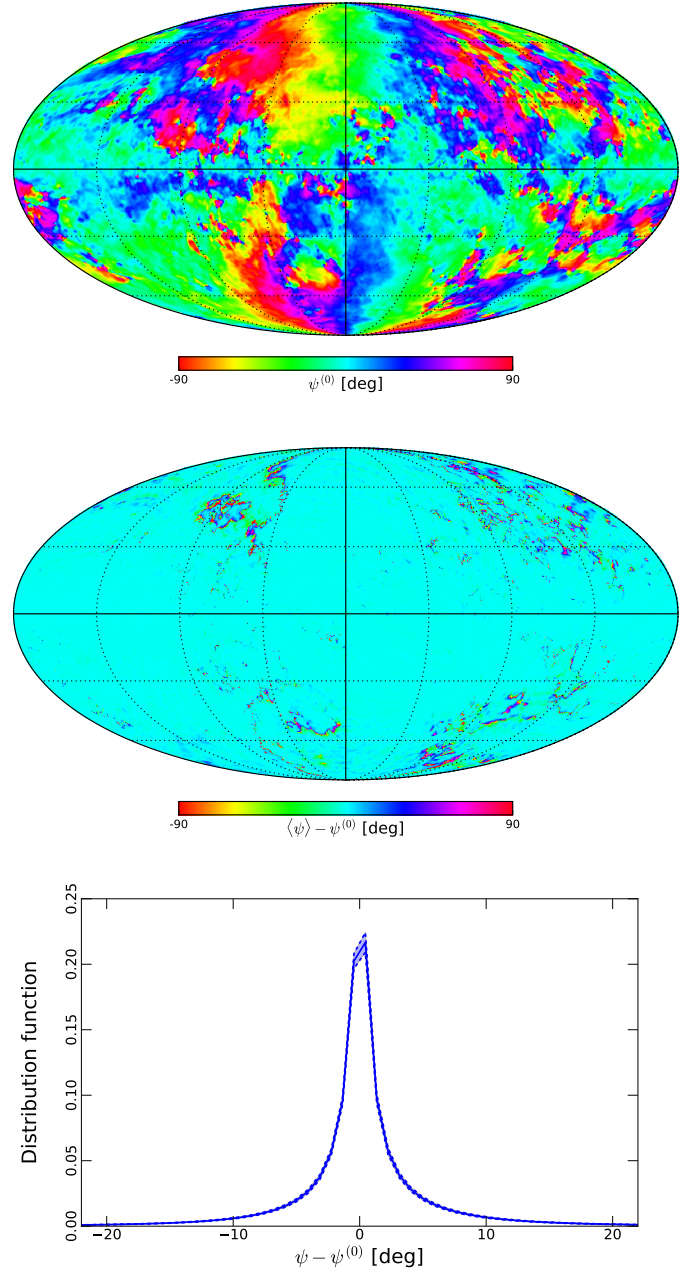 -90 90
ψ⁽⁰⁾ [deg]
-90 90
⟨ψ⟩ − ψ⁽⁰⁾ [deg]
0.25
0.20
0.15
0.10
0.05
0.00
Distribution function
−20 −10 0 10 20
ψ − ψ⁽⁰⁾ [deg]